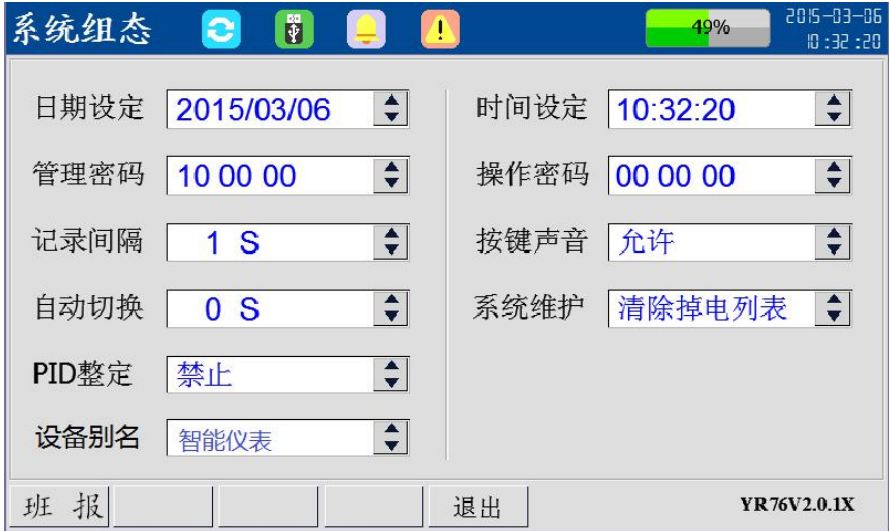 系统组态 49% 2015-03-06
10:32:20
日期设定 2015/03/06 时间设定 10:32:20
管理密码 10 00 00 操作密码 00 00 00
记录间隔 1 S 按键声音 允许
自动切换 0 S 系统维护 清除掉电列表
PID整定 禁止
设备别名 智能仪表
班 报 退出 YR76V2.0.1X